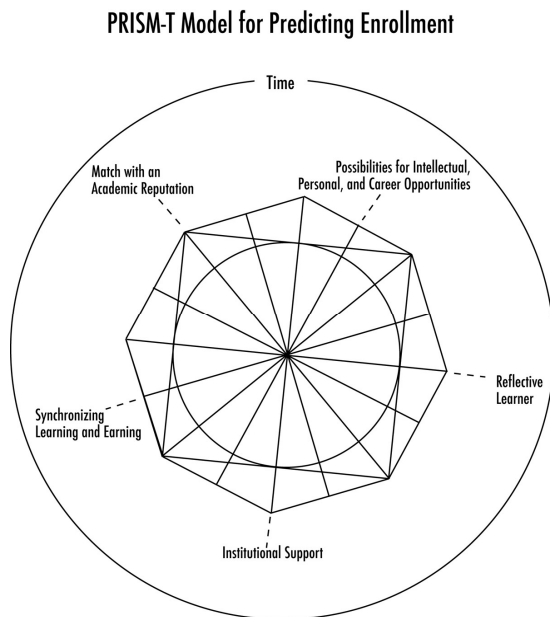 PRISM-T Model for Predicting Enrollment
Time
Match with an
Academic Reputation
Possibilities for Intellectual,
Personal, and Career Opportunities
Reflective
Learner
Synchronizing
Learning and Earning
Institutional Support